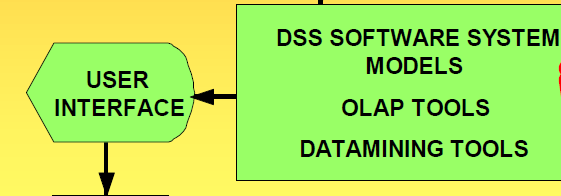 USER
INTERFACE
DSS SOFTWARE SYSTEM
MODELS
OLAP TOOLS
DATAMINING TOOLS